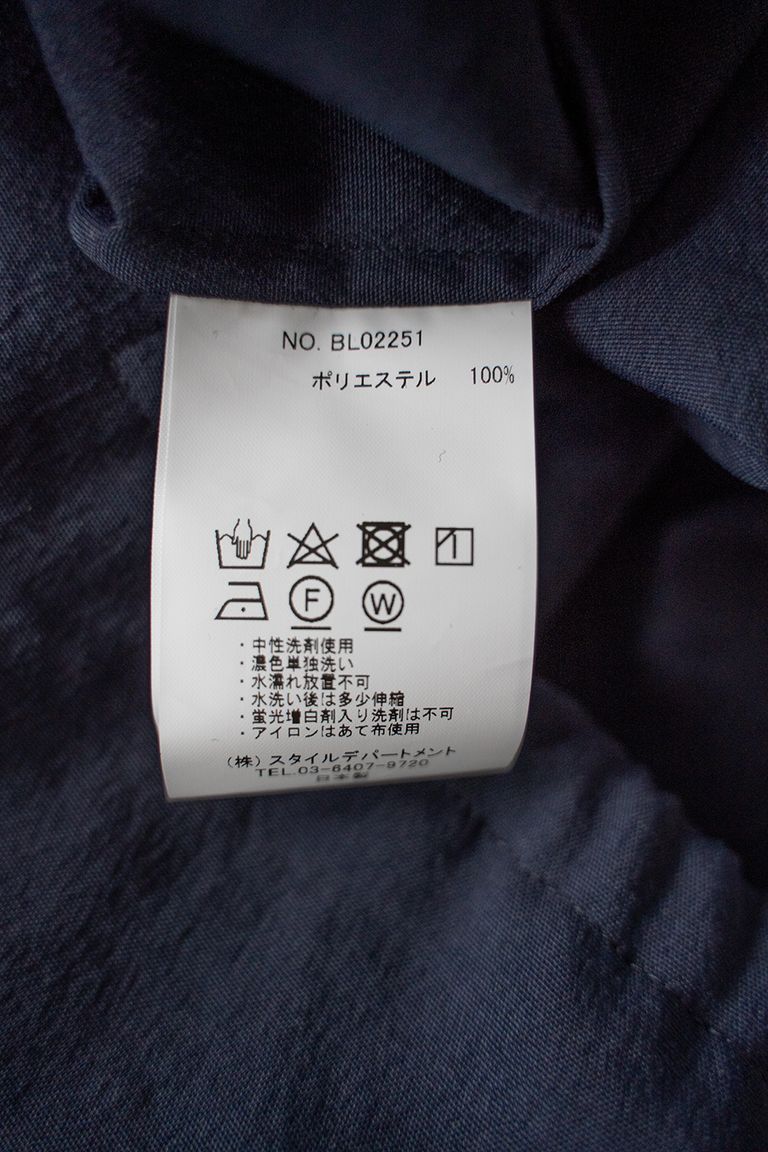 NO. BL02251
ポリエステル 100%
F W
・中性洗剤使用
・濃色単独洗い
・水濡れ放置不可
・水洗い後は多少伸縮
・蛍光増白剤入り洗剤は不可
・アイロンはあて布使用
(株)スタイルデパートメント
TEL.03-6407-9720
日本製